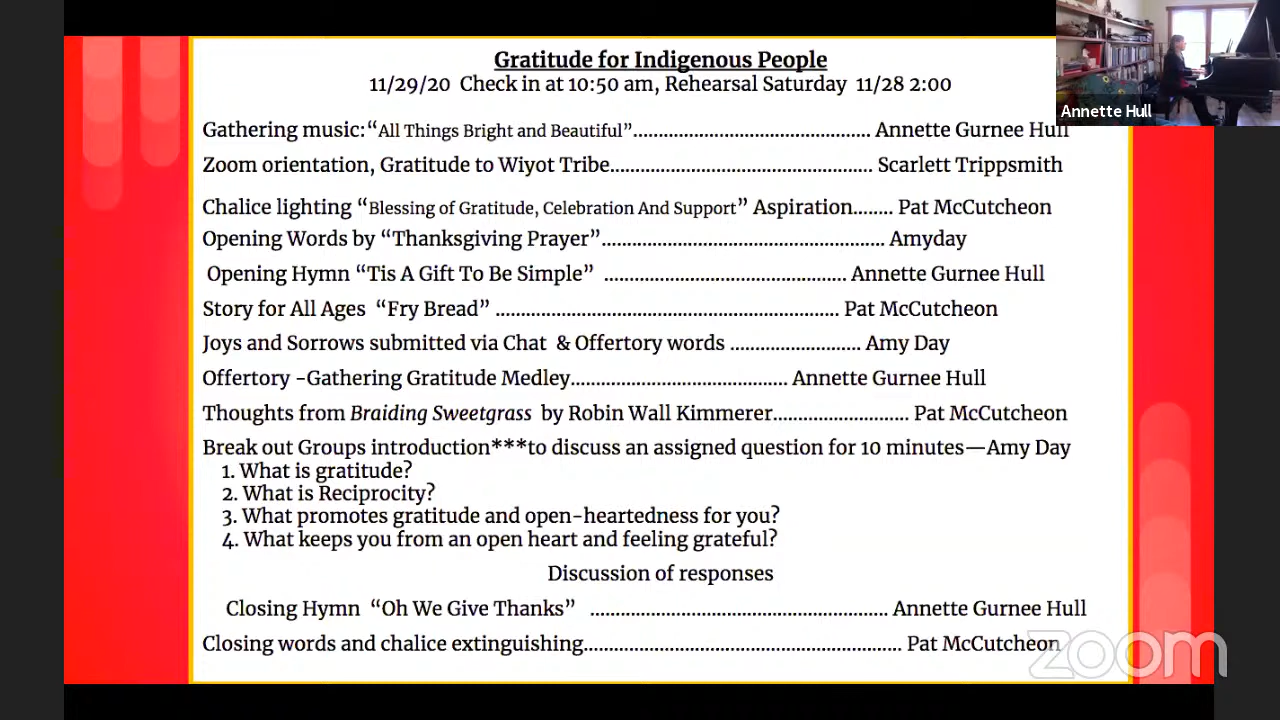 Gratitude for Indigenous People
11/29/20 Check in at 10:50 am, Rehearsal Saturday 11/28 2:00
Annette Hull
Gathering music:“All Things Bright and Beautiful”............................................... Annette Gurnee Hull
Zoom orientation, Gratitude to Wiyot Tribe.................................................... Scarlett Trippsmith
Chalice lighting “Blessing of Gratitude, Celebration And Support” Aspiration........ Pat McCutcheon
Opening Words by “Thanksgiving Prayer”........................................................ Amyday
Opening Hymn “Tis A Gift To Be Simple” ................................................ Annette Gurnee Hull
Story for All Ages “Fry Bread” .................................................................... Pat McCutcheon
Joys and Sorrows submitted via Chat & Offertory words .......................... Amy Day
Offertory -Gathering Gratitude Medley........................................... Annette Gurnee Hull
Thoughts from Braiding Sweetgrass by Robin Wall Kimmerer........................... Pat McCutcheon
Break out Groups introduction***to discuss an assigned question for 10 minutes—Amy Day
1. What is gratitude?
2. What is Reciprocity?
3. What promotes gratitude and open-heartedness for you?
4. What keeps you from an open heart and feeling grateful?
Discussion of responses
Closing Hymn “Oh We Give Thanks” ........................................................... Annette Gurnee Hull
Closing words and chalice extinguishing............................................................... Pat McCutcheon
zoom